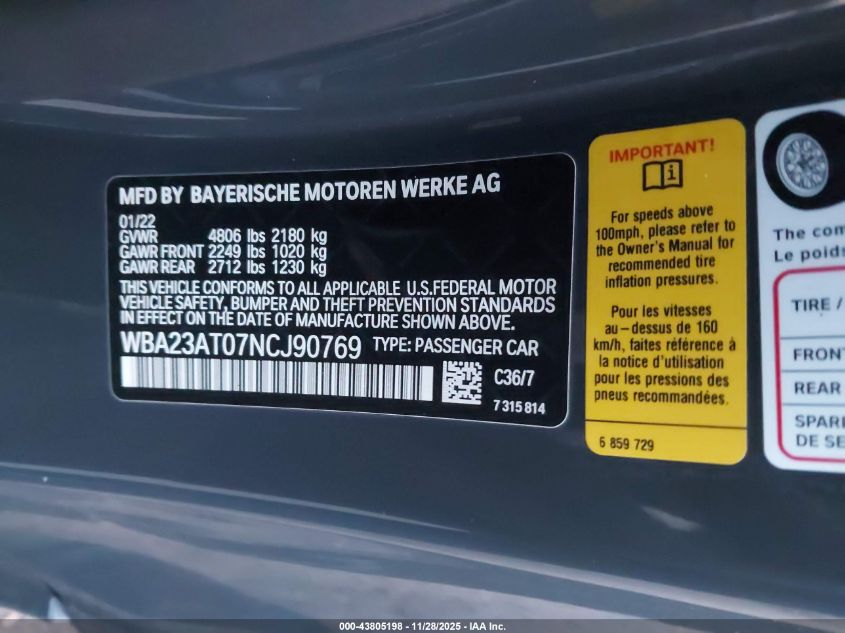 MFD BY BAYERISCHE MOTOREN WERKE AG
01/22
GVWR 4806 lbs 2180 kg
GAWR FRONT 2249 lbs 1020 kg
GAWR REAR 2712 lbs 1230 kg
THIS VEHICLE CONFORMS TO ALL APPLICABLE U.S.FEDERAL MOTOR
VEHICLE SAFETY, BUMPER AND THEFT PREVENTION STANDARDS
IN EFFECT ON THE DATE OF MANUFACTURE SHOWN ABOVE.
WBA23AT07NCJ90769 TYPE: PASSENGER CAR
C36/7
7 315 814
IMPORTANT!
For speeds above
100mph, please refer to
the Owner's Manual for
recommended tire
inflation pressures.
Pour les vitesses
au-dessus de 160
km/h, faites référence à
la notice d'utilisation
pour les pressions des
pneus recommandées.
6 859 729
The com
Le poids
TIRE /
FRONT
REAR
SPARE
DE SE
000-43805198 - 11/28/2025 - IAA Inc.